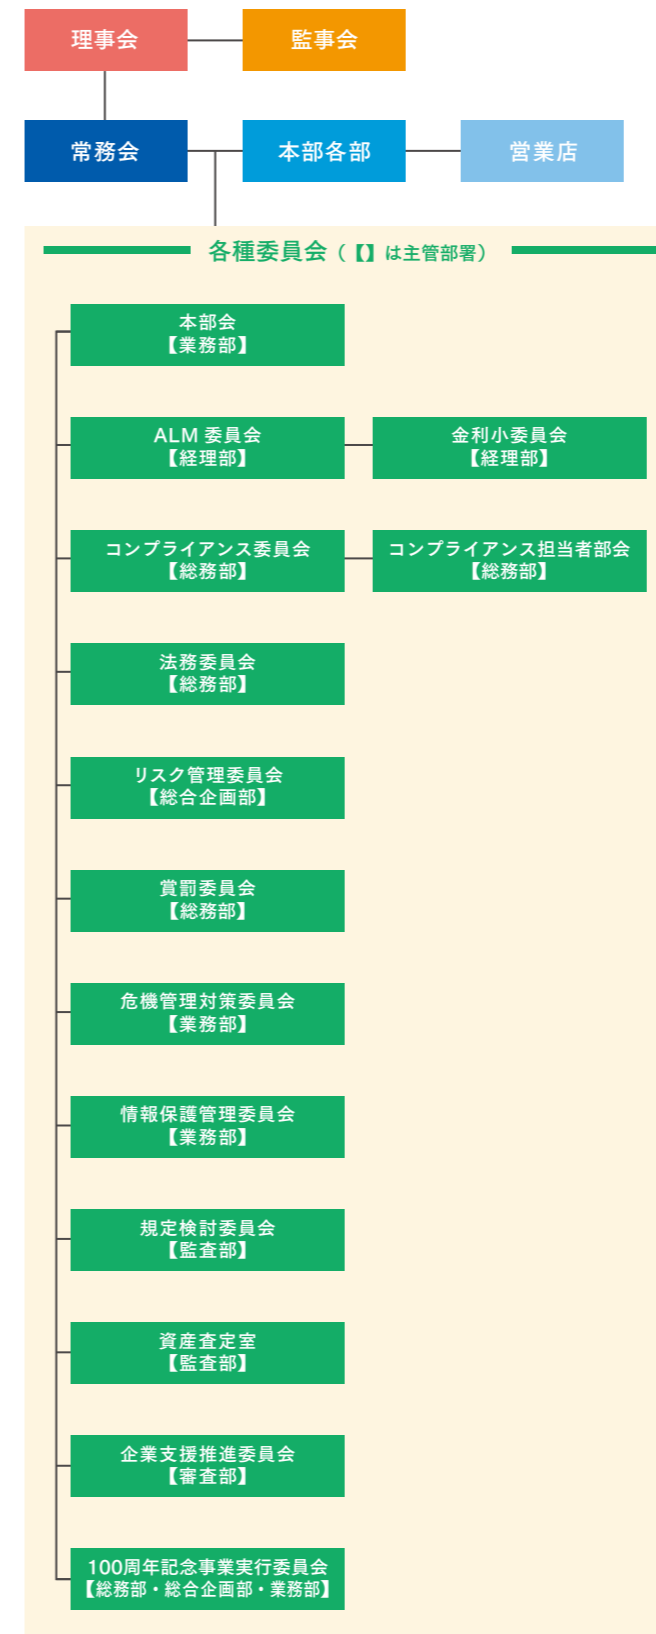 理事会
監事会
常務会
本部各部
営業店
各種委員会（【】は主管部署）
本部会
【業務部】
ALM 委員会
【経理部】
金利小委員会
【経理部】
コンプライアンス委員会
【総務部】
コンプライアンス担当者部会
【総務部】
法務委員会
【総務部】
リスク管理委員会
【総合企画部】
賞罰委員会
【総務部】
危機管理対策委員会
【業務部】
情報保護管理委員会
【業務部】
規定検討委員会
【監査部】
資産査定室
【監査部】
企業支援推進委員会
【審査部】
100周年記念事業実行委員会
【総務部・総合企画部・業務部】